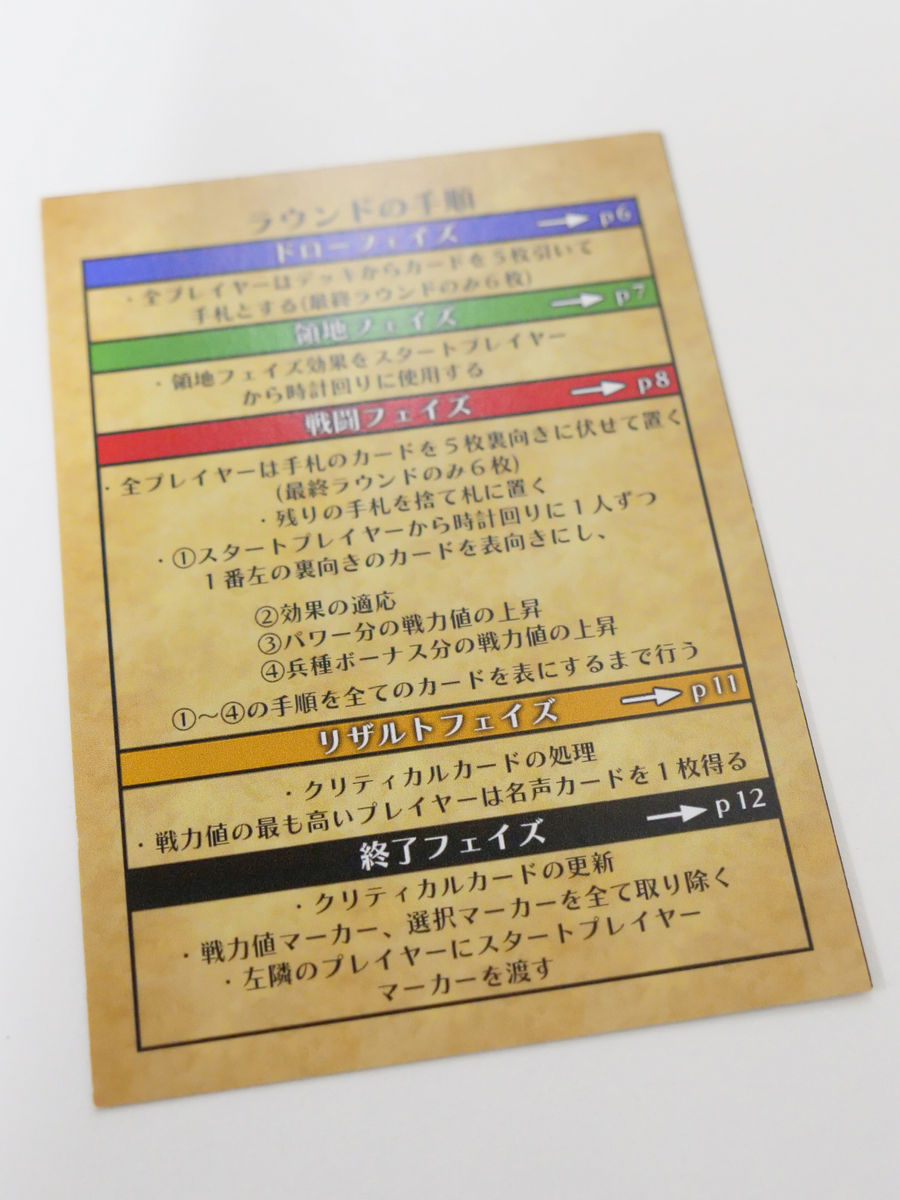 ラウンドの手順
ドローフェイズ → p6
・全プレイヤーはデッキからカードを5枚引いて
手札とする(最終ラウンドのみ6枚)
領地フェイズ → p7
・領地フェイズ効果をスタートプレイヤー
から時計回りに使用する
戦闘フェイズ → p8
・全プレイヤーは手札のカードを5枚裏向きに伏せて置く
(最終ラウンドのみ6枚)
・残りの手札を捨て札に置く
・①スタートプレイヤーから時計回りに1人ずつ
1番左の裏向きのカードを表向きにし、
②効果の適応
③パワー分の戦力値の上昇
④兵種ボーナス分の戦力値の上昇
①～④の手順を全てのカードを表にするまで行う
リザルトフェイズ → p11
・クリティカルカードの処理
・戦力値の最も高いプレイヤーは名声カードを1枚得る
終了フェイズ → p12
・クリティカルカードの更新
・戦力値マーカー、選択マーカーを全て取り除く
・左隣のプレイヤーにスタートプレイヤー
マーカーを渡す